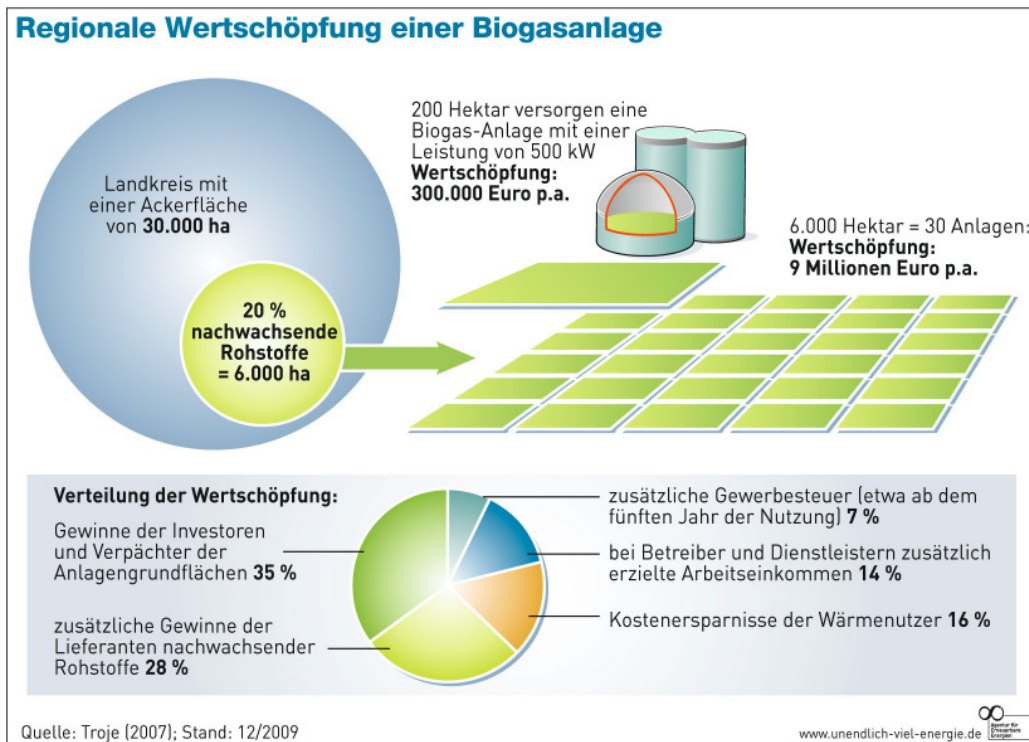 Regionale Wertschöpfung einer Biogasanlage
Landkreis mit
einer Ackerfläche
von 30.000 ha
20 %
nachwachsende
Rohstoffe
= 6.000 ha
200 Hektar versorgen eine
Biogas-Anlage mit einer
Leistung von 500 kW
Wertschöpfung:
300.000 Euro p.a.
6.000 Hektar = 30 Anlagen:
Wertschöpfung:
9 Millionen Euro p.a.
Verteilung der Wertschöpfung:
Gewinne der Investoren
und Verpächter der
Anlagengrundflächen 35 %
zusätzliche Gewinne der
Lieferanten nachwachsender
Rohstoffe 28 %
zusätzliche Gewerbesteuer (etwa ab dem
fünften Jahr der Nutzung) 7 %
bei Betreiber und Dienstleistern zusätzlich
erzielte Arbeitseinkommen 14 %
Kostenersparnisse der Wärmenutzer 16 %
Quelle: Troje (2007); Stand: 12/2009
www.unendlich-viel-energie.de
Agentur für
Erneuerbare
Energien